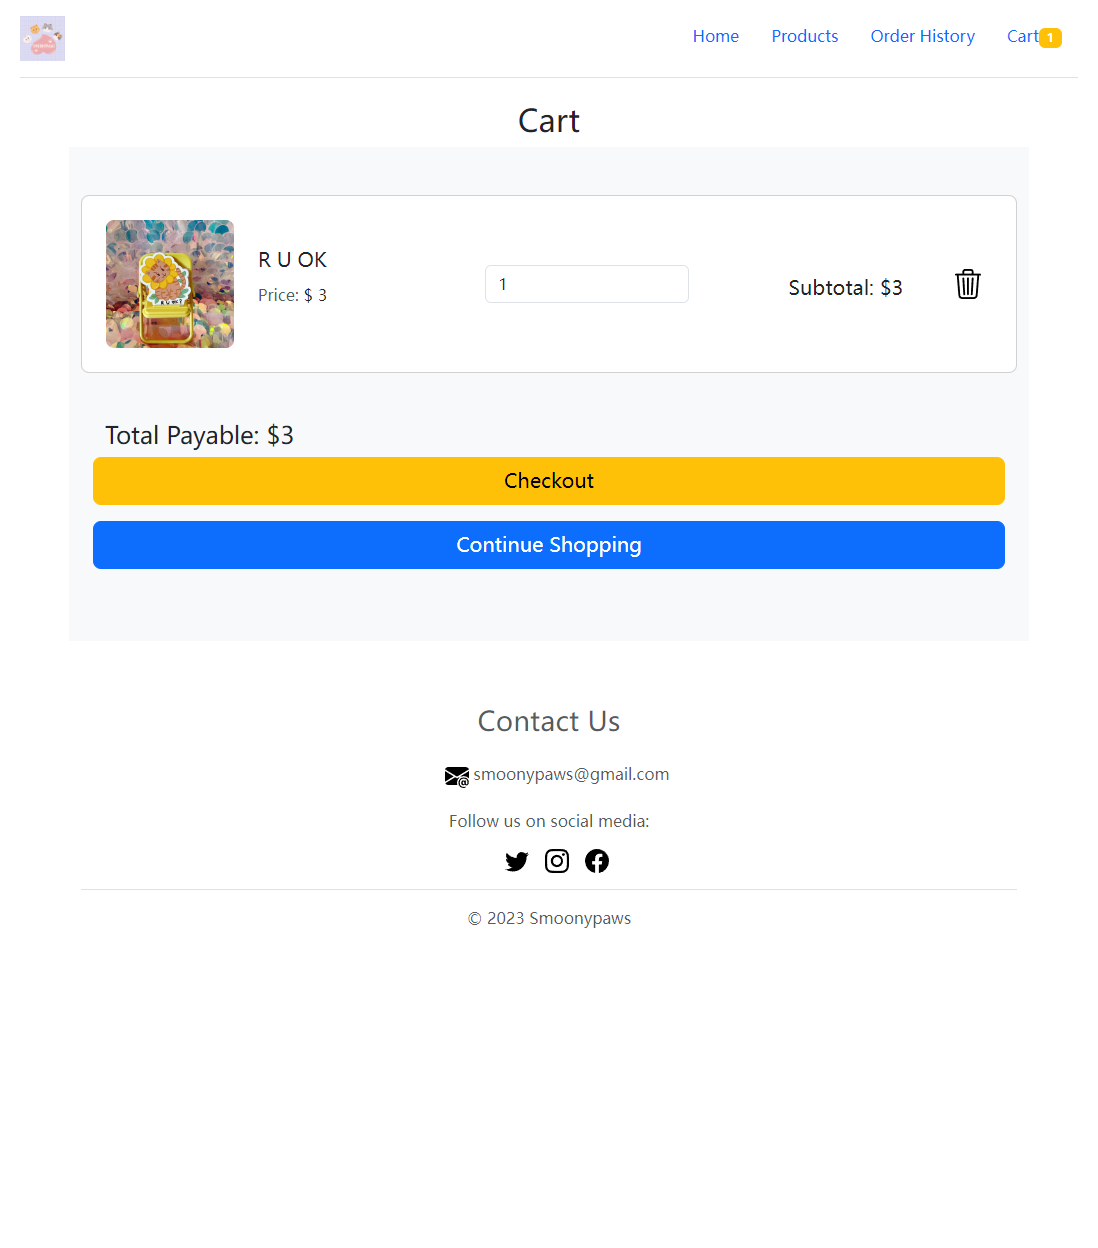 Home Products Order History Cart 1
Cart
R U OK
Price: $ 3
1
Subtotal: $3
R U OK?
Total Payable: $3
Checkout
Continue Shopping
Contact Us
smoonypaws@gmail.com
Follow us on social media:
© 2023 Smoonypaws